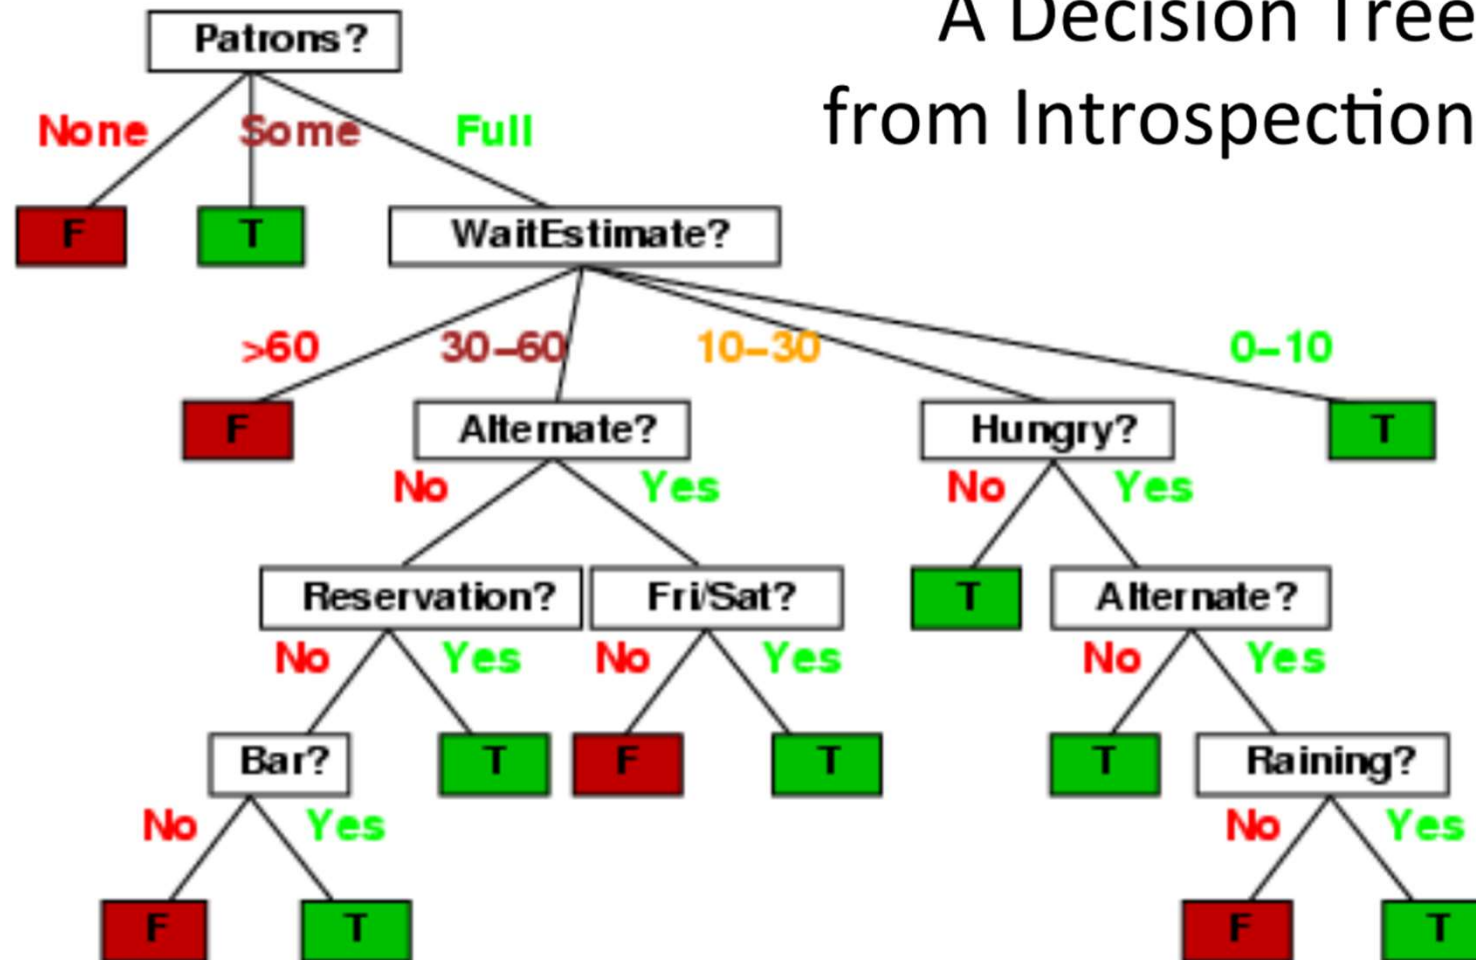 A Decision Tree
from Introspection
Patrons?
None Some Full
F T WaitEstimate?
>60 30–60 10–30 0–10
F Alternate? Hungry? T
No Yes No Yes
Reservation? Fri/Sat? T Alternate?
No Yes No Yes No Yes
Bar? T F T T Raining?
No Yes No Yes
F T F T